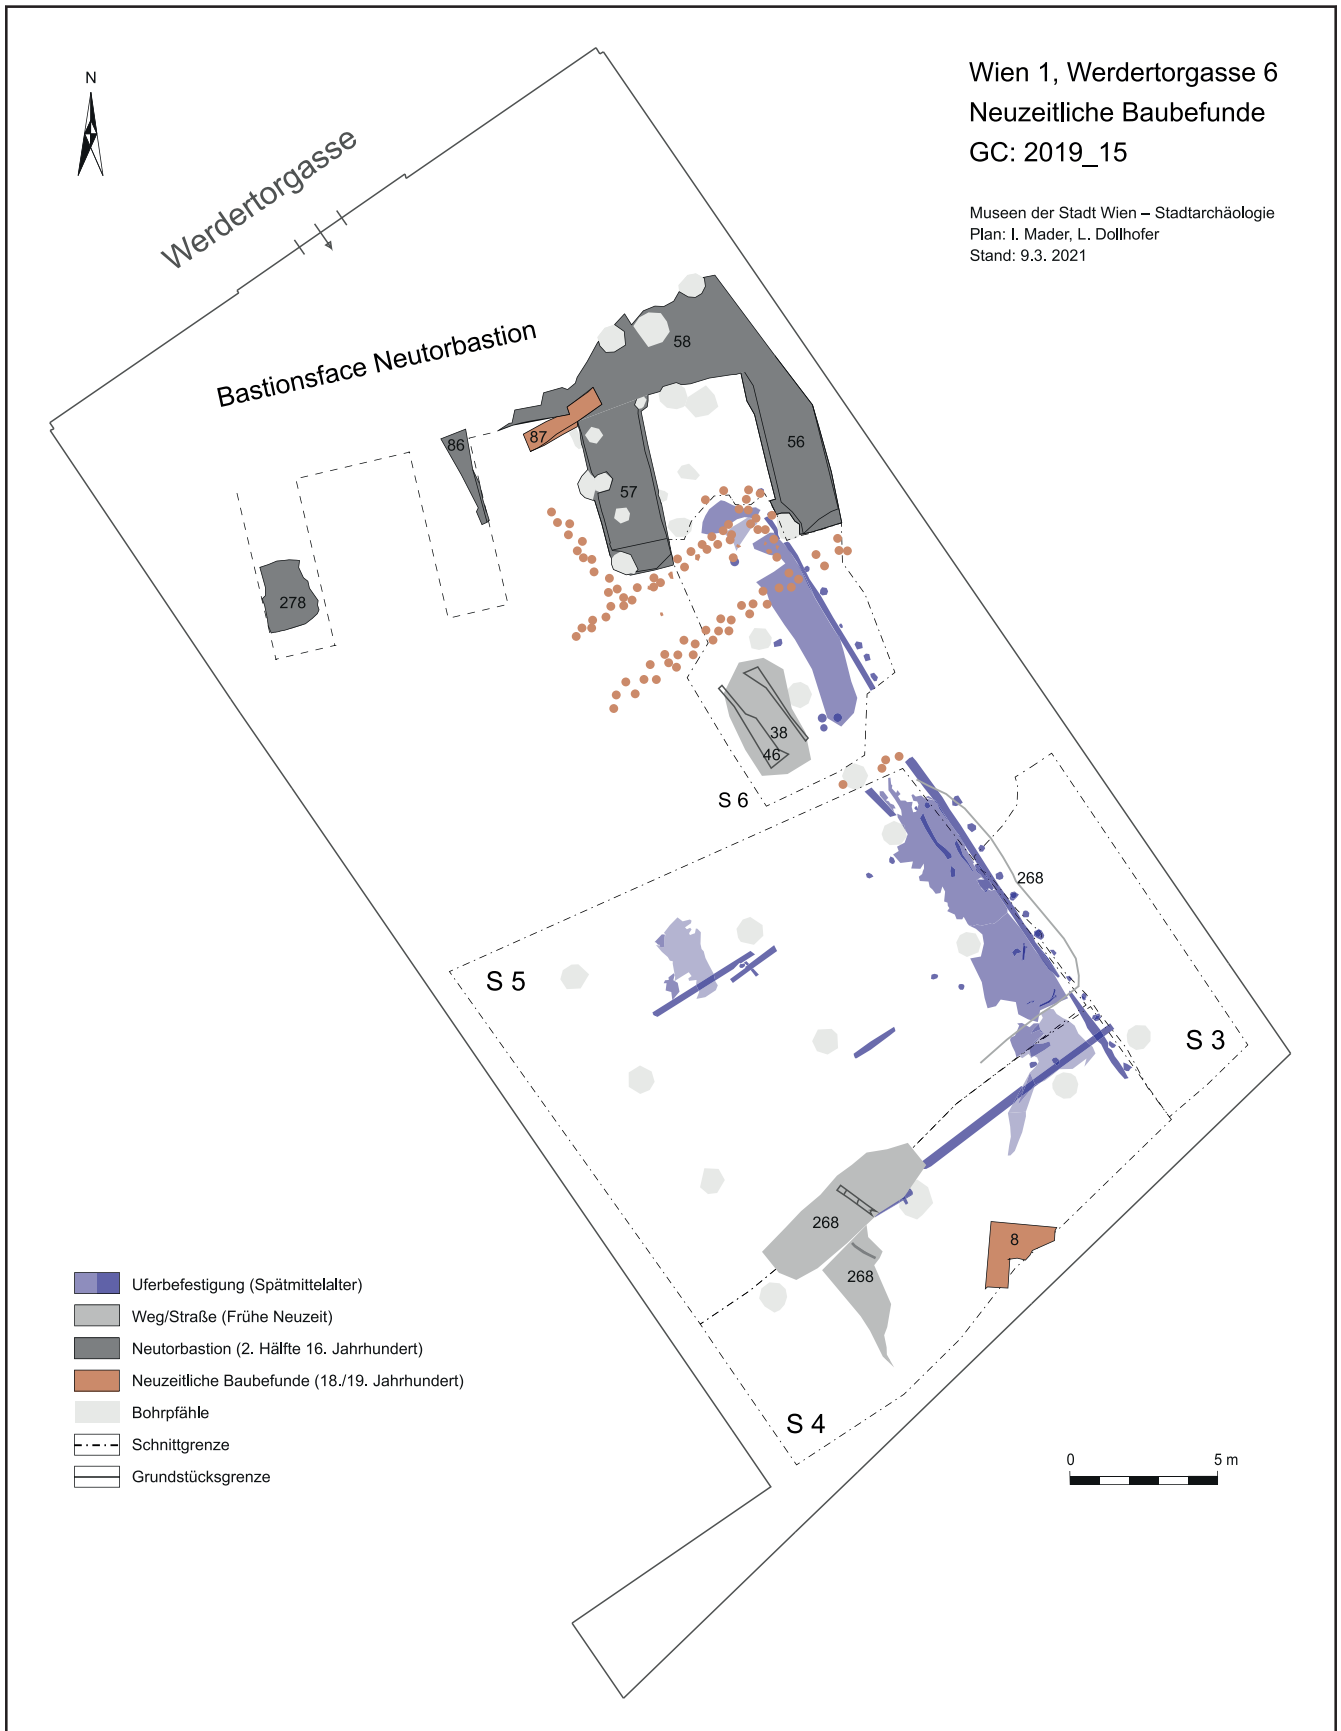 N
Wien 1, Werdertorgasse 6
Neuzeitliche Baubefunde
GC: 2019_15
Museen der Stadt Wien – Stadtarchäologie
Plan: I. Mader, L. Dollhofer
Stand: 9.3. 2021
Werdertorgasse
Bastionsface Neutorbastion
58
86
87
56
57
278
38
46
S 6
268
S 5
S 3
268
8
268
S 4
Uferbefestigung (Spätmittelalter)
Weg/Straße (Frühe Neuzeit)
Neutorbastion (2. Hälfte 16. Jahrhundert)
Neuzeitliche Baubefunde (18./19. Jahrhundert)
Bohrpfähle
Schnittgrenze
Grundstücksgrenze
0 5 m